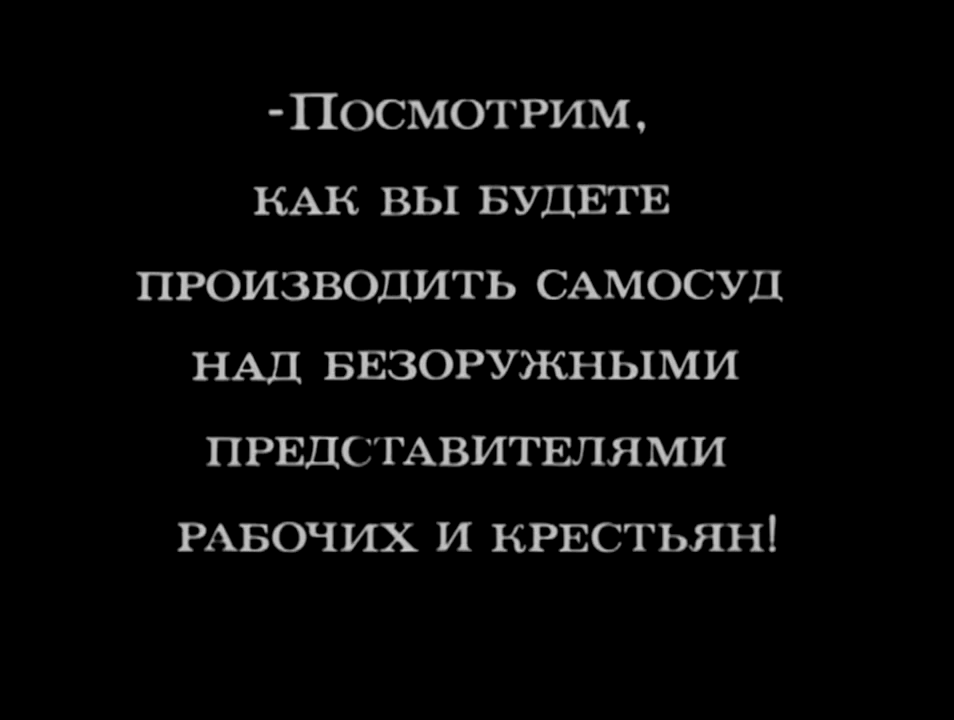 -Посмотрим,
как вы будете
производить самосуд
над безоружными
представителями
рабочих и крестьян!